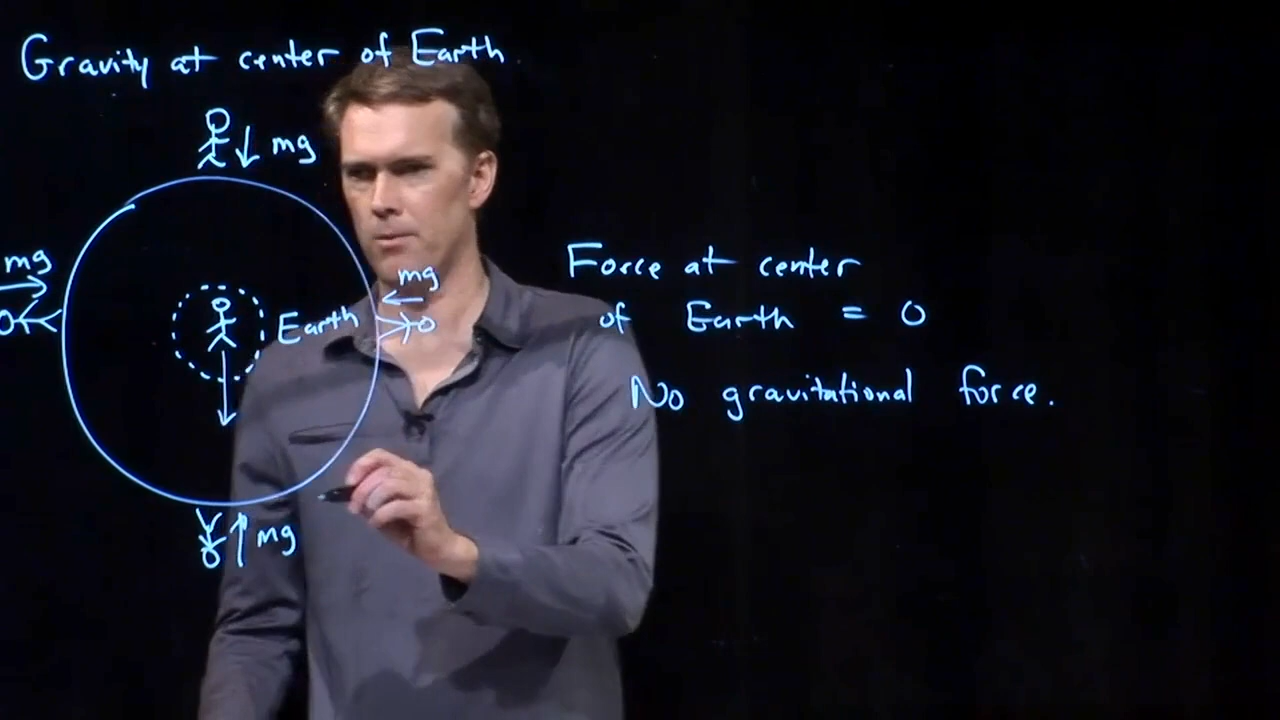 Gravity at center of Earth
mg
mg
mg
Earth
mg
Force at center
of Earth = 0
No gravitational force.